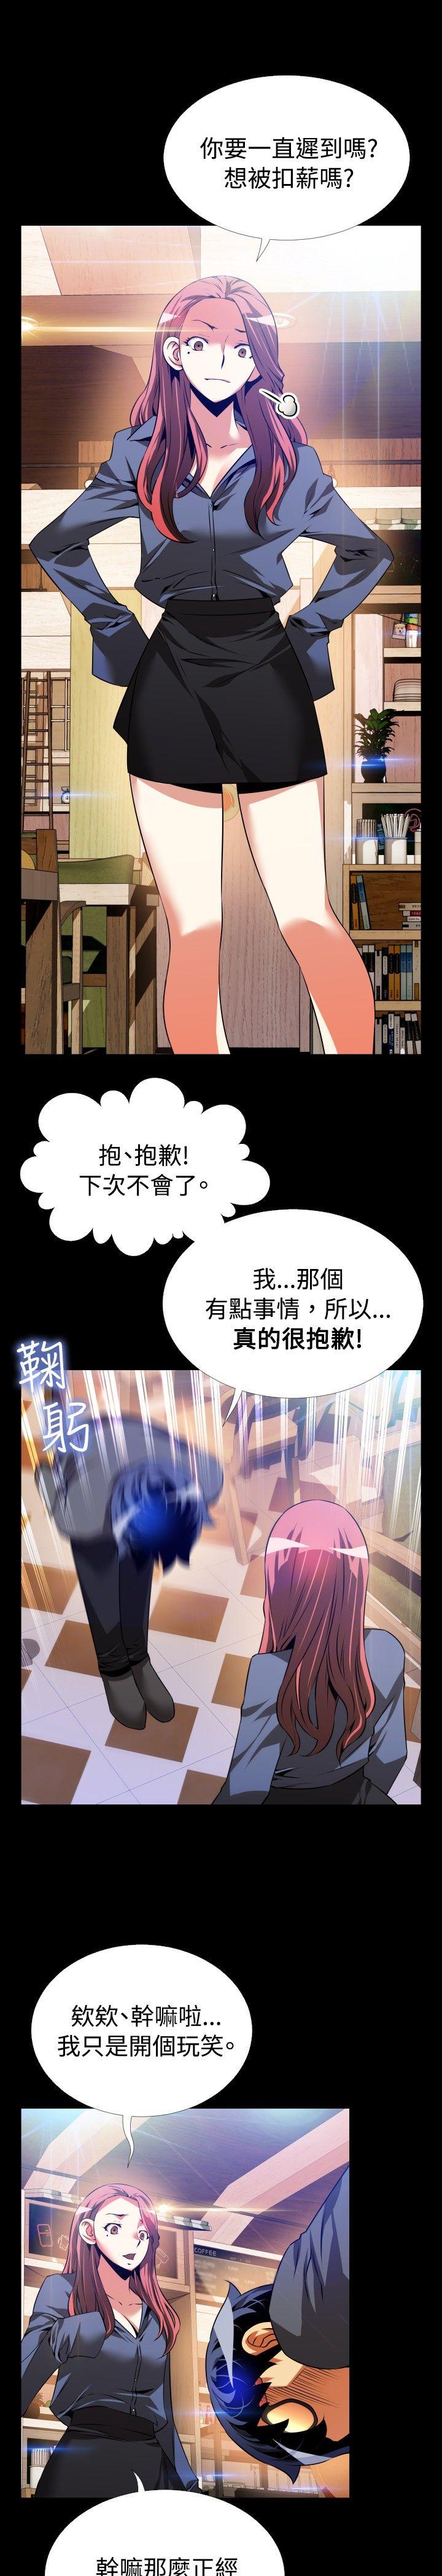 你要一直遲到嗎?
想被扣薪嗎?
抱、抱歉!
下次不會了。
我...那個
有點事情，所以...
真的很抱歉!
鞠
躬
欸欸、幹嘛啦...
我只是開個玩笑。
COFFEE
幹嘛那麼正經